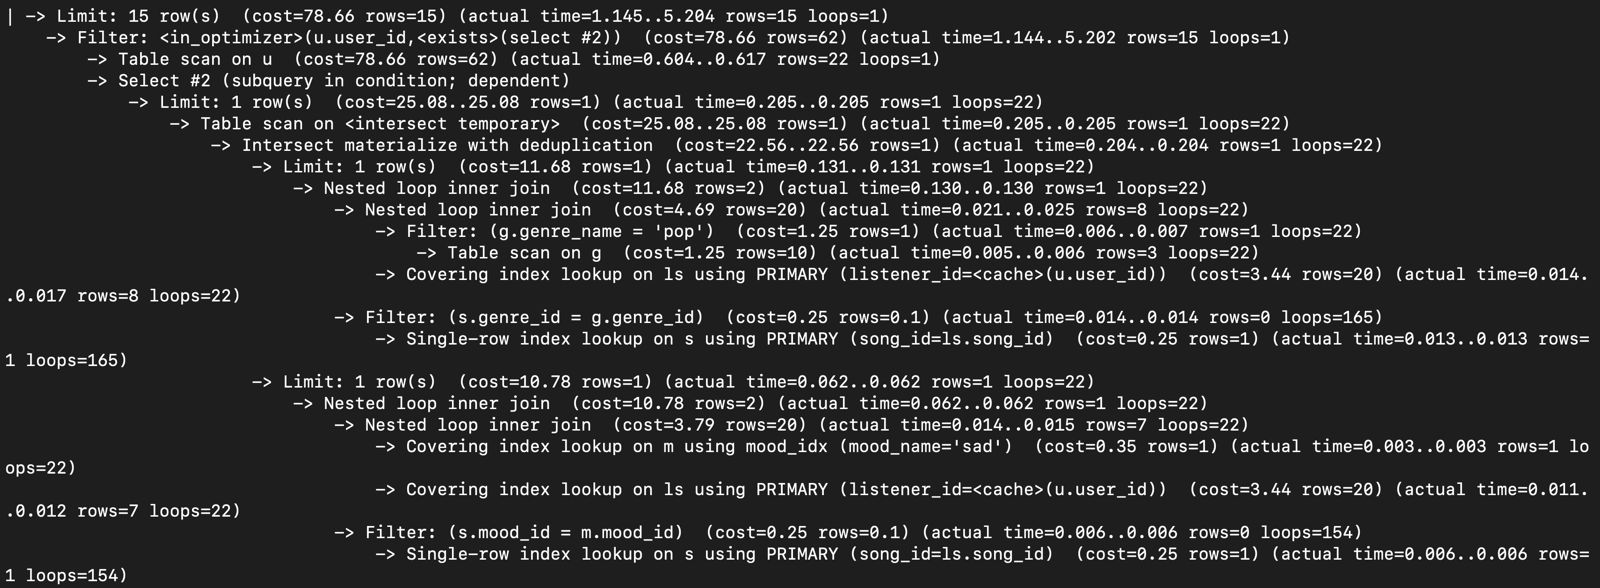 | -> Limit: 15 row(s)  (cost=78.66 rows=15) (actual time=1.145..5.204 rows=15 loops=1)
    -> Filter: <in_optimizer>(u.user_id,<exists>(select #2))  (cost=78.66 rows=62) (actual time=1.144..5.202 rows=15 loops=1)
        -> Table scan on u  (cost=78.66 rows=62) (actual time=0.604..0.617 rows=22 loops=1)
        -> Select #2 (subquery in condition; dependent)
            -> Limit: 1 row(s)  (cost=25.08..25.08 rows=1) (actual time=0.205..0.205 rows=1 loops=22)
                -> Table scan on <intersect temporary>  (cost=25.08..25.08 rows=1) (actual time=0.205..0.205 rows=1 loops=22)
                    -> Intersect materialize with deduplication  (cost=22.56..22.56 rows=1) (actual time=0.204..0.204 rows=1 loops=22)
                        -> Limit: 1 row(s)  (cost=11.68 rows=1) (actual time=0.131..0.131 rows=1 loops=22)
                            -> Nested loop inner join  (cost=11.68 rows=2) (actual time=0.130..0.130 rows=1 loops=22)
                                -> Nested loop inner join  (cost=4.69 rows=20) (actual time=0.021..0.025 rows=8 loops=22)
                                    -> Filter: (g.genre_name = 'pop')  (cost=1.25 rows=1) (actual time=0.006..0.007 rows=1 loops=22)
                                        -> Table scan on g  (cost=1.25 rows=10) (actual time=0.005..0.006 rows=3 loops=22)
                                    -> Covering index lookup on ls using PRIMARY (listener_id=<cache>(u.user_id))  (cost=3.44 rows=20) (actual time=0.014.
.0.017 rows=8 loops=22)
                                -> Filter: (s.genre_id = g.genre_id)  (cost=0.25 rows=0.1) (actual time=0.014..0.014 rows=0 loops=165)
                                    -> Single-row index lookup on s using PRIMARY (song_id=ls.song_id)  (cost=0.25 rows=1) (actual time=0.013..0.013 rows=
1 loops=165)
                        -> Limit: 1 row(s)  (cost=10.78 rows=1) (actual time=0.062..0.062 rows=1 loops=22)
                            -> Nested loop inner join  (cost=10.78 rows=2) (actual time=0.062..0.062 rows=1 loops=22)
                                -> Nested loop inner join  (cost=3.79 rows=20) (actual time=0.014..0.015 rows=7 loops=22)
                                    -> Covering index lookup on m using mood_idx (mood_name='sad')  (cost=0.35 rows=1) (actual time=0.003..0.003 rows=1 lo
ops=22)
                                    -> Covering index lookup on ls using PRIMARY (listener_id=<cache>(u.user_id))  (cost=3.44 rows=20) (actual time=0.011.
.0.012 rows=7 loops=22)
                                -> Filter: (s.mood_id = m.mood_id)  (cost=0.25 rows=0.1) (actual time=0.006..0.006 rows=0 loops=154)
                                    -> Single-row index lookup on s using PRIMARY (song_id=ls.song_id)  (cost=0.25 rows=1) (actual time=0.006..0.006 rows=
1 loops=154)